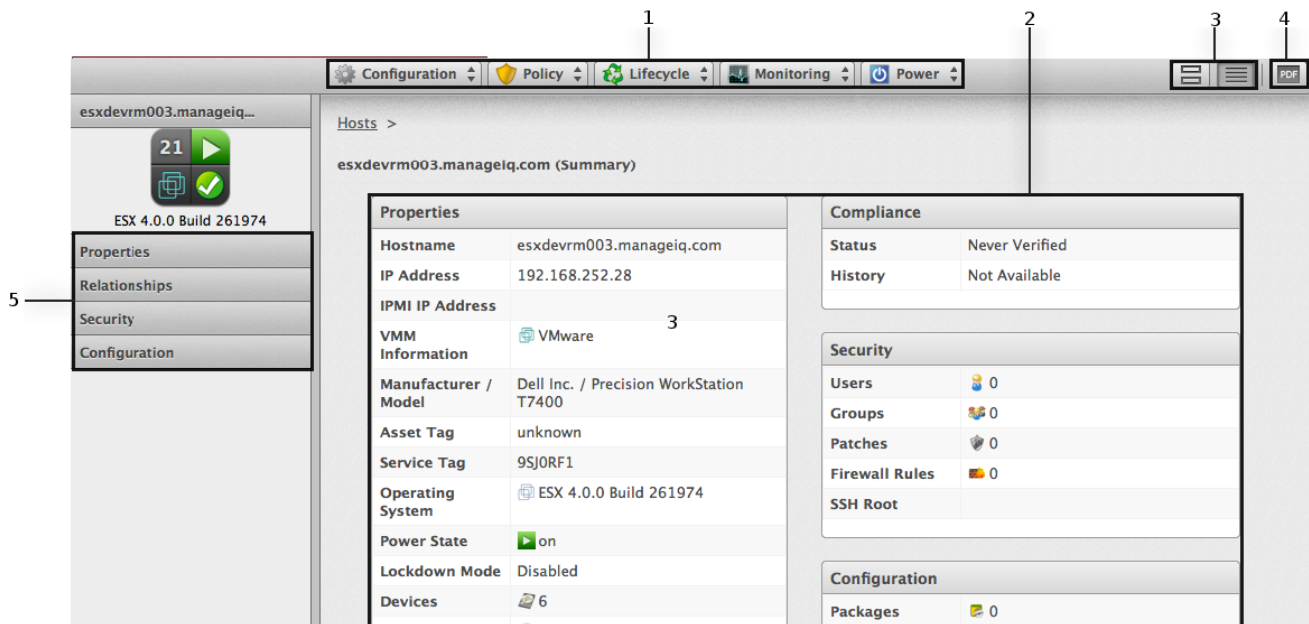 1
2
3
4
Configuration
Policy
Lifecycle
Monitoring
Power
PDF
esxdevrm003.manageiq...
21
ESX 4.0.0 Build 261974
5
Properties
Relationships
Security
Configuration
Hosts >
esxdevrm003.manageiq.com (Summary)
Properties
Hostname esxdevrm003.manageiq.com
IP Address 192.168.252.28
IPMI IP Address
3
VMM Information VMware
Manufacturer / Model Dell Inc. / Precision WorkStation T7400
Asset Tag unknown
Service Tag 9SJ0RF1
Operating System ESX 4.0.0 Build 261974
Power State on
Lockdown Mode Disabled
Devices 6
Compliance
Status Never Verified
History Not Available
Security
Users 0
Groups 0
Patches 0
Firewall Rules 0
SSH Root
Configuration
Packages 0